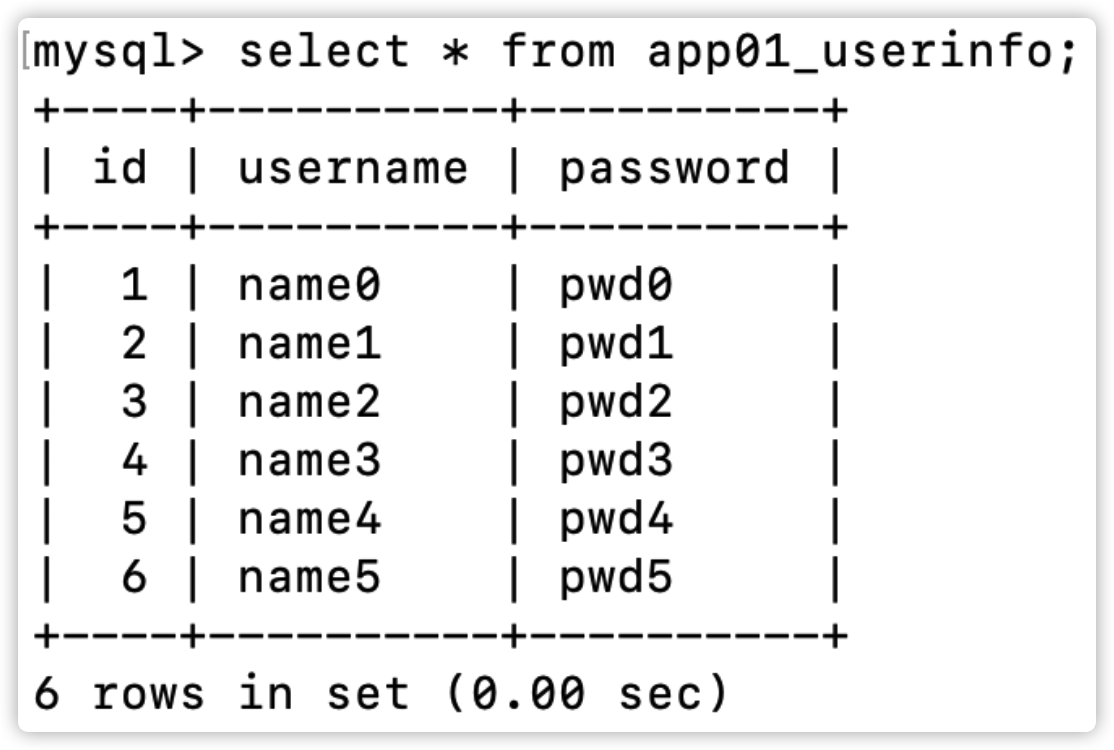 [mysql> select * from app01_userinfo;
+----+----------+----------+
| id | username | password |
+----+----------+----------+
|  1 | name0    | pwd0     |
|  2 | name1    | pwd1     |
|  3 | name2    | pwd2     |
|  4 | name3    | pwd3     |
|  5 | name4    | pwd4     |
|  6 | name5    | pwd5     |
+----+----------+----------+
6 rows in set (0.00 sec)